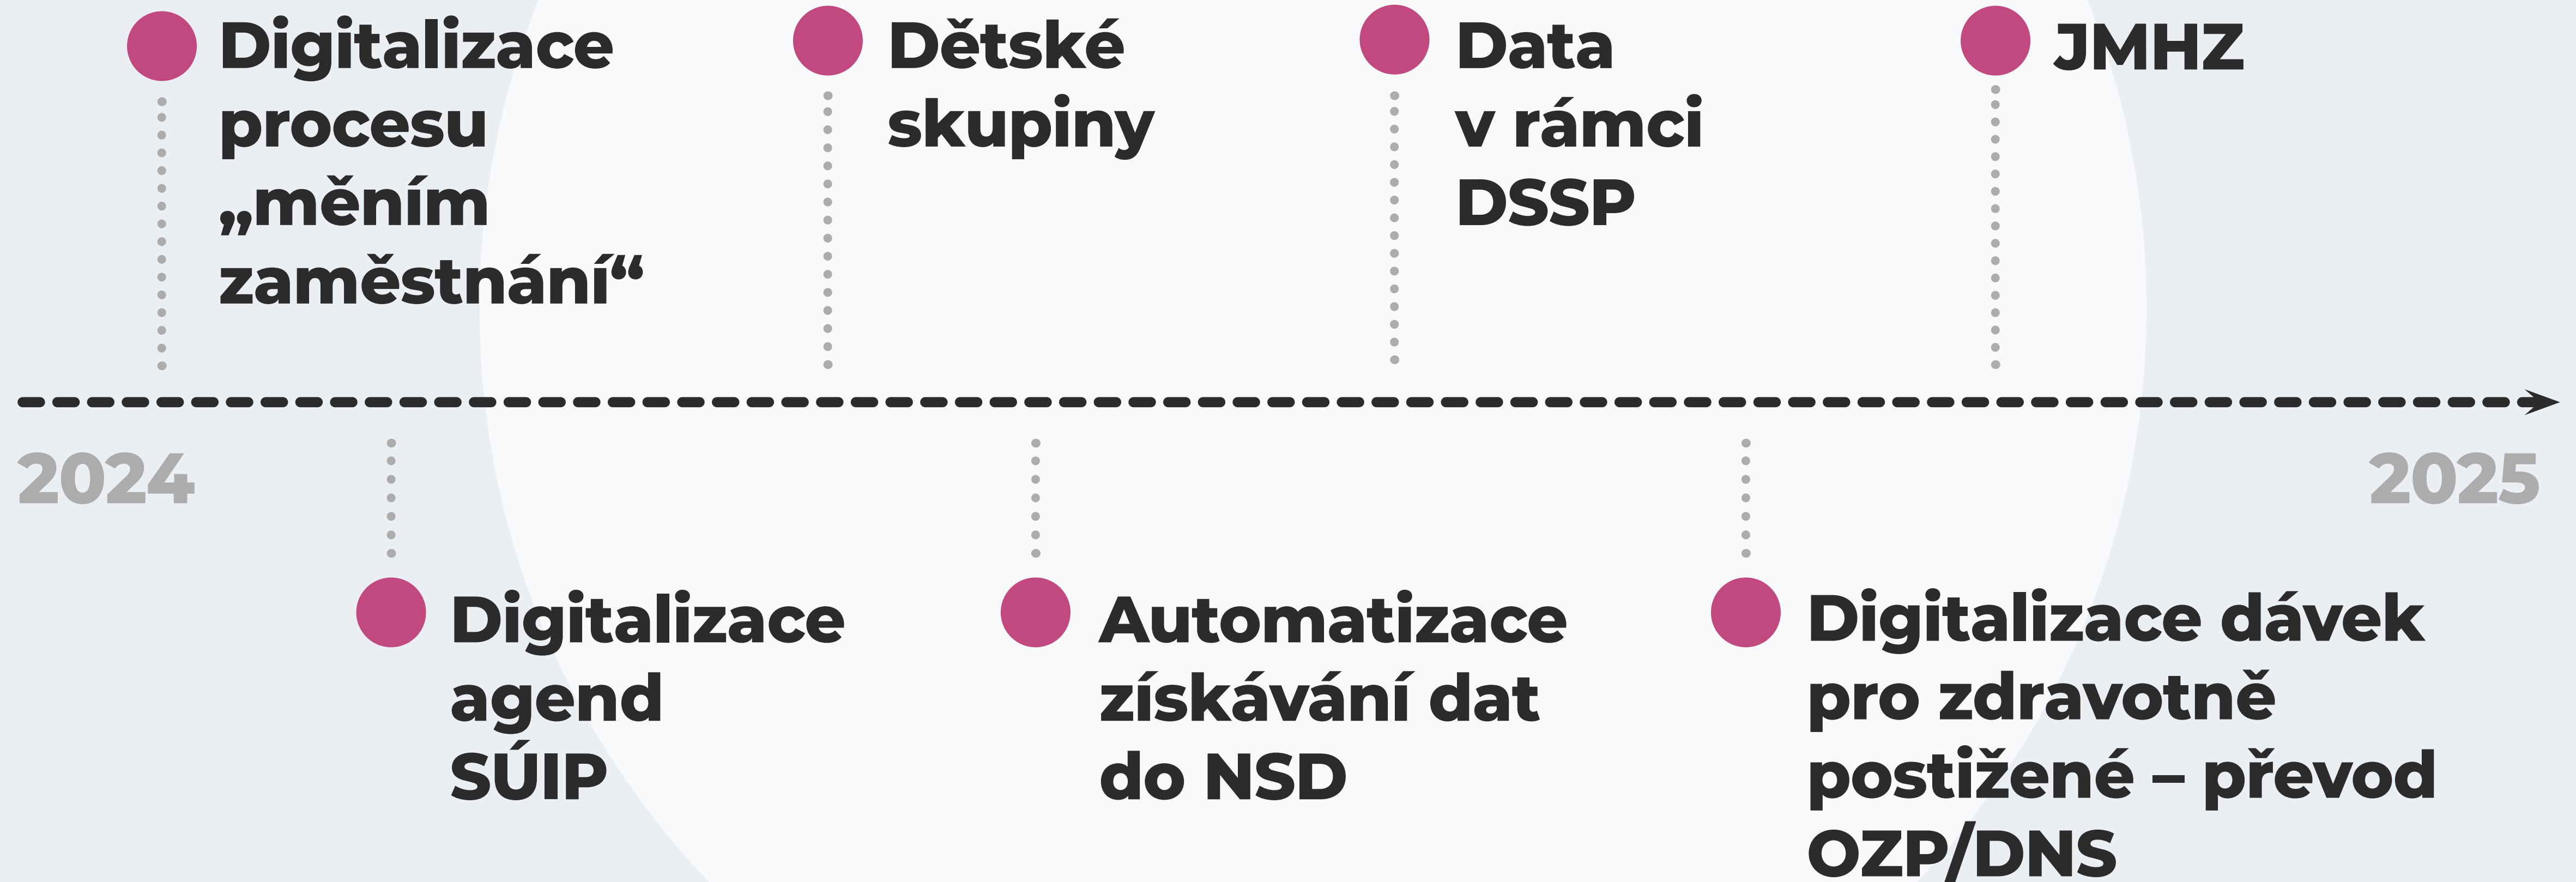 Digitalizace
procesu
„měním
zaměstnání“
Dětské
skupiny
Data
v rámci
DSSP
JMHZ
2024
2025
Digitalizace
agend
SÚIP
Automatizace
získávání dat
do NSD
Digitalizace dávek
pro zdravotně
postižené – převod
OZP/DNS